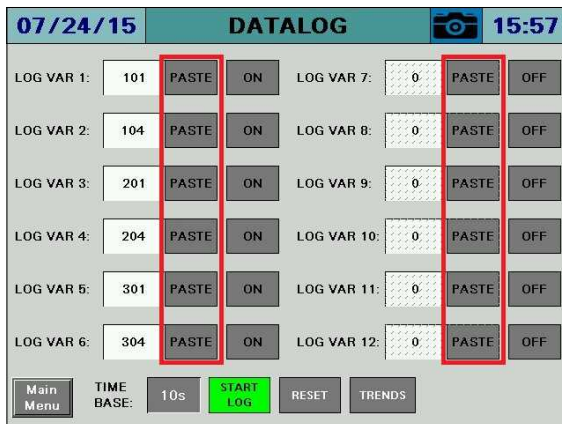 07/24/15 DATALOG 15:57
LOG VAR 1: 101 PASTE ON LOG VAR 7: 0 PASTE OFF
LOG VAR 2: 104 PASTE ON LOG VAR 8: 0 PASTE OFF
LOG VAR 3: 201 PASTE ON LOG VAR 9: 0 PASTE OFF
LOG VAR 4: 204 PASTE ON LOG VAR 10: 0 PASTE OFF
LOG VAR 5: 301 PASTE ON LOG VAR 11: 0 PASTE OFF
LOG VAR 6: 304 PASTE ON LOG VAR 12: 0 PASTE OFF
Main Menu TIME BASE: 10s START LOG RESET TRENDS